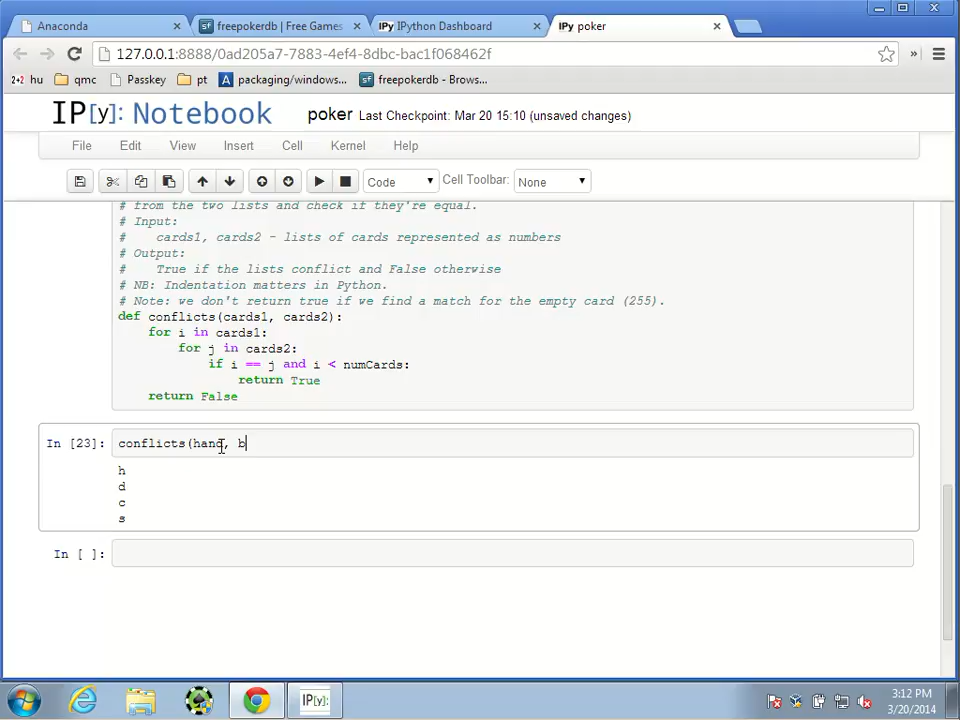 Anaconda
freepokerdb | Free Games
IPy IPython Dashboard
IPy poker
127.0.0.1:8888/0ad205a7-7883-4ef4-8dbc-bac1f068462f
2+2 hu
qmc
Passkey
pt
packaging/windows...
freepokerdb - Brows...
IP[y]: Notebook
poker Last Checkpoint: Mar 20 15:10 (unsaved changes)
File Edit View Insert Cell Kernel Help
Code Cell Toolbar: None
# from the two lists and check if they're equal.
# Input:
#    cards1, cards2 - lists of cards represented as numbers
# Output:
#    True if the lists conflict and False otherwise
# NB: Indentation matters in Python.
# Note: we don't return true if we find a match for the empty card (255).
def conflicts(cards1, cards2):
    for i in cards1:
        for j in cards2:
            if i == j and i < numCards:
                return True
    return False
In [23]: conflicts(hand, b
h
d
c
s
In [ ]:
IP[y]:
3:12 PM
3/20/2014